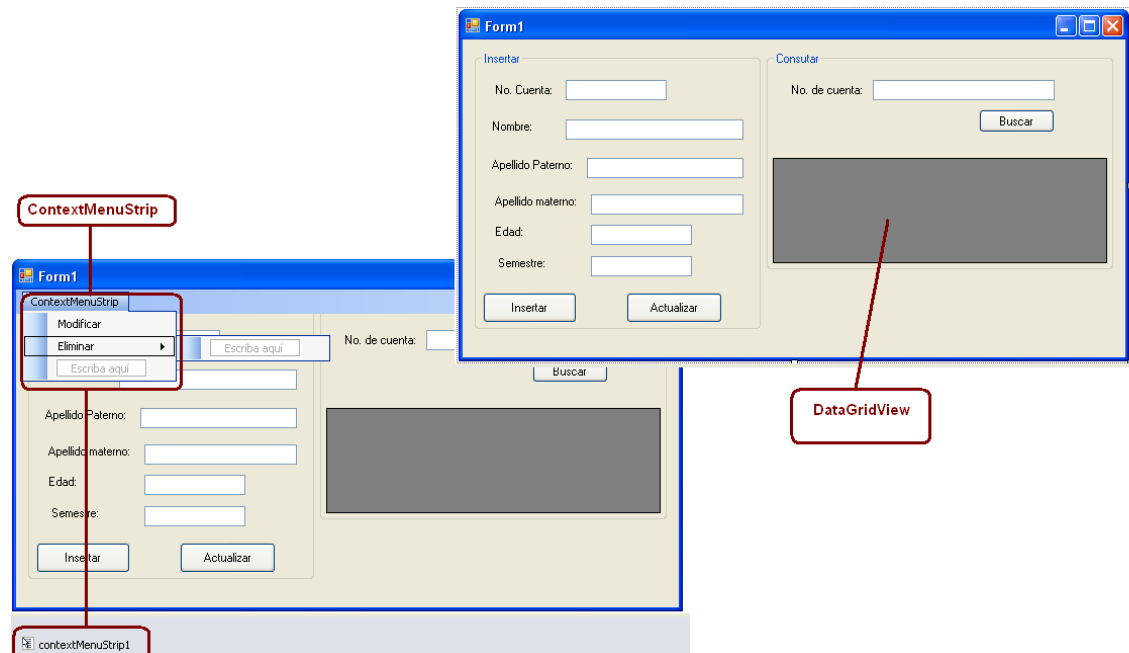 Form1
Insertar
Consutar
No. Cuenta:
No. de cuenta:
Buscar
Nombre:
Apellido Paterno:
Apellido materno:
Edad:
Semestre:
Insertar
Actualizar
DataGridView
ContextMenuStrip
Form1
ContextMenuStrip
Modificar
Eliminar
Escriba aquí
Escriba aquí
No. de cuenta:
Buscar
Apellido Paterno:
Apellido materno:
Edad:
Semestre:
Insertar
Actualizar
contextMenuStrip1